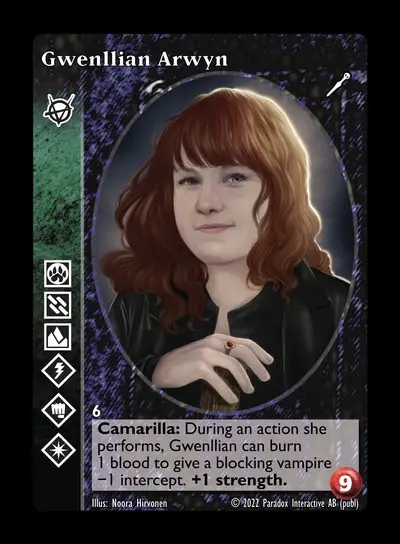 Gwenllian Arwyn
6
Camarilla: During an action she
performs, Gwenllian can burn
1 blood to give a blocking vampire
−1 intercept. +1 strength.
9
Illus: Noora Hirvonen © 2022 Paradox Interactive AB (publ)